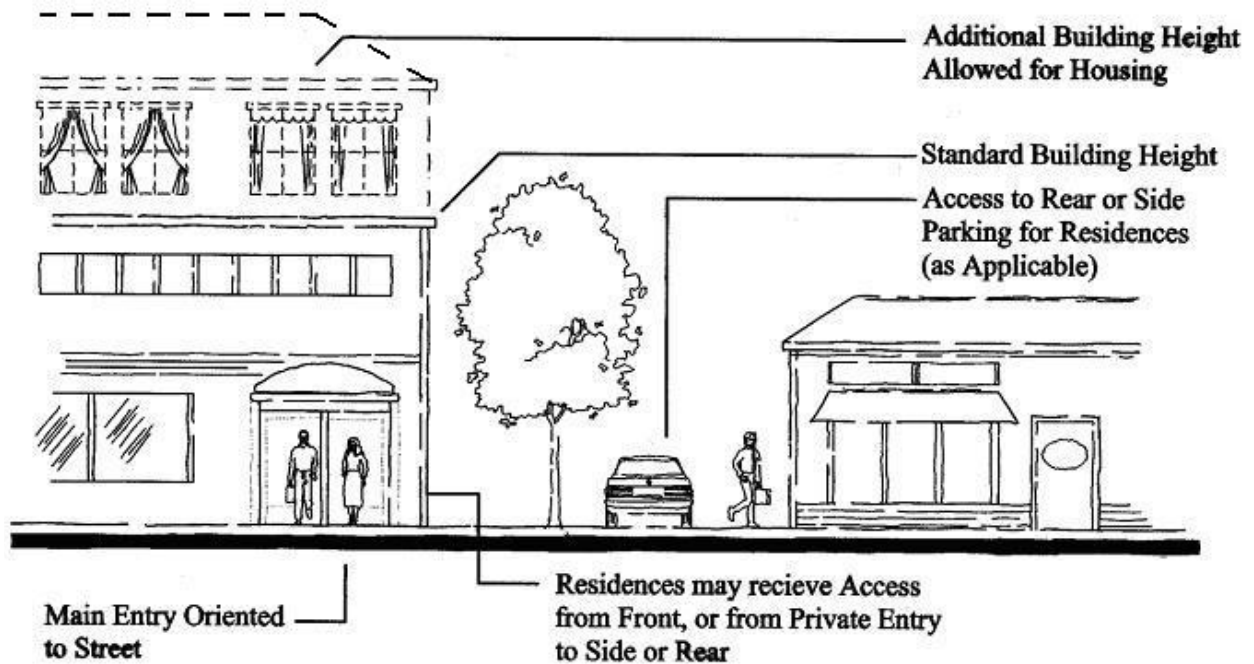 Additional Building Height
Allowed for Housing
Standard Building Height
Access to Rear or Side
Parking for Residences
(as Applicable)
Main Entry Oriented
to Street
Residences may recieve Access
from Front, or from Private Entry
to Side or Rear